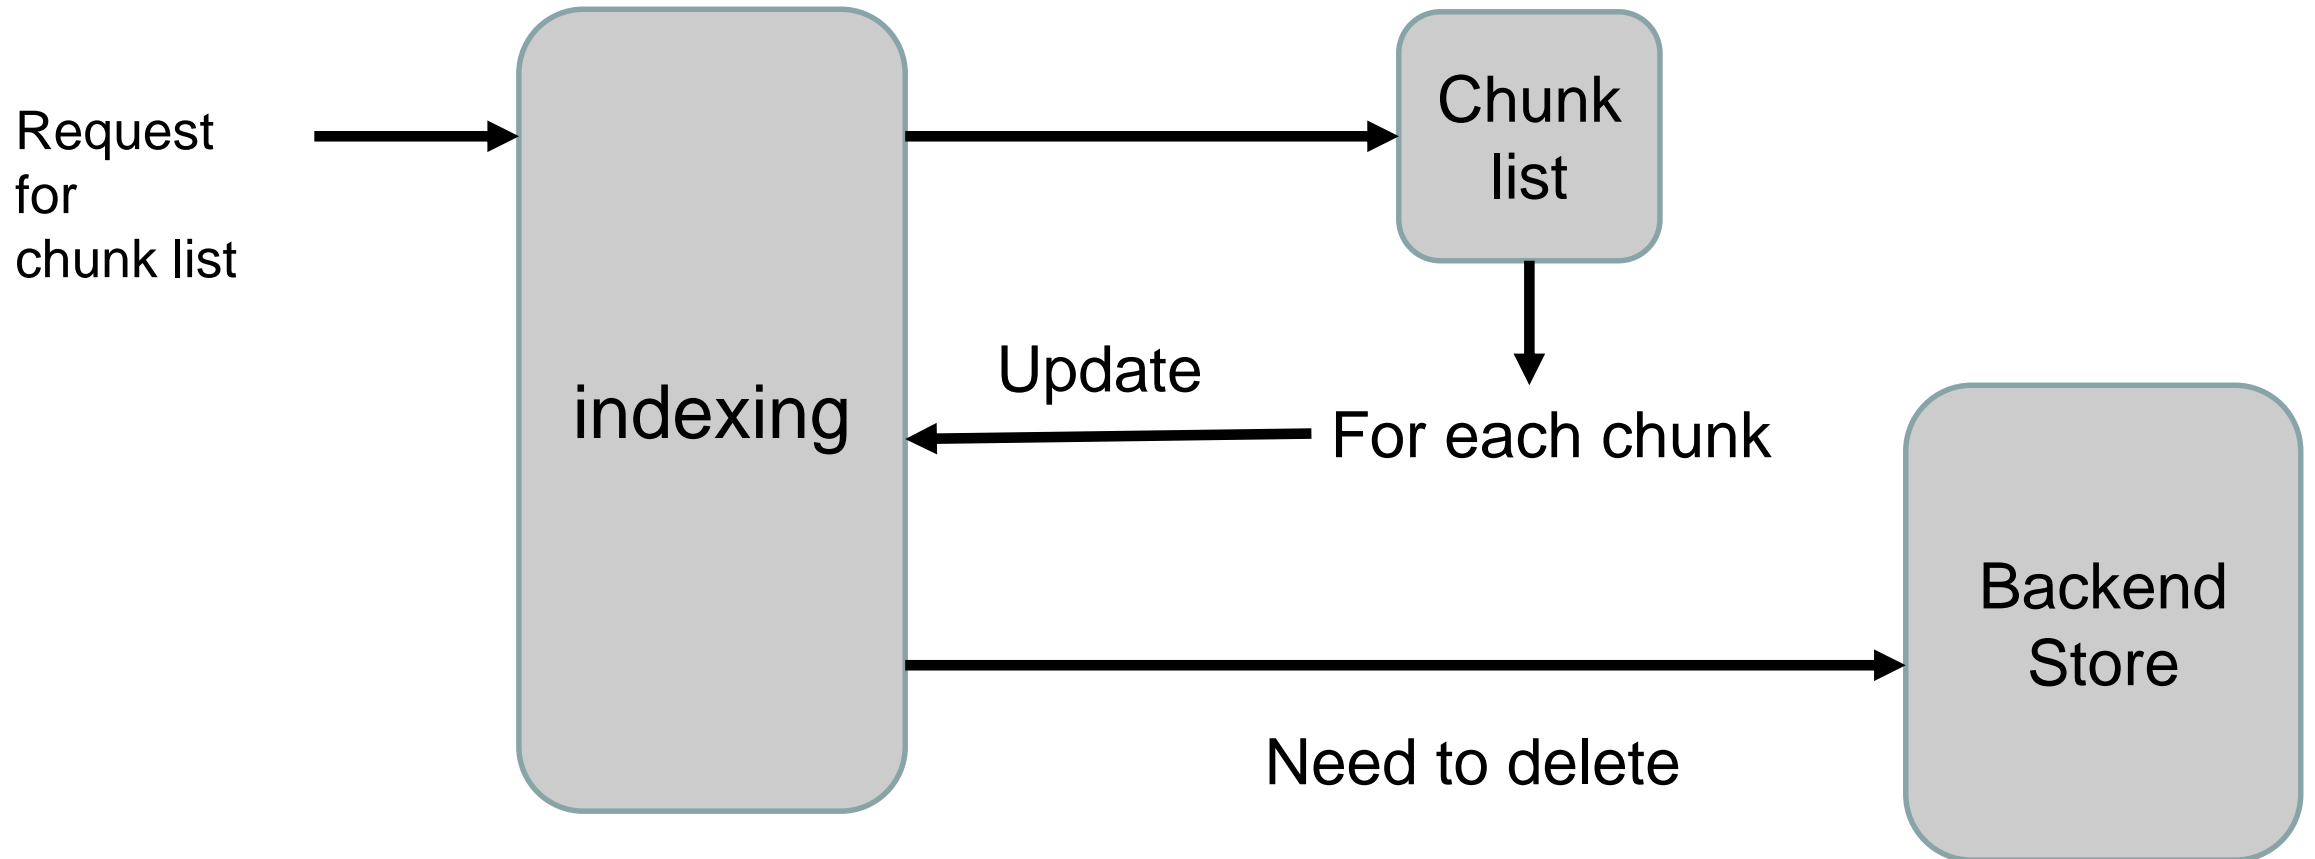 Request
for
chunk list
indexing
Chunk
list
Update
For each chunk
Backend
Store
Need to delete